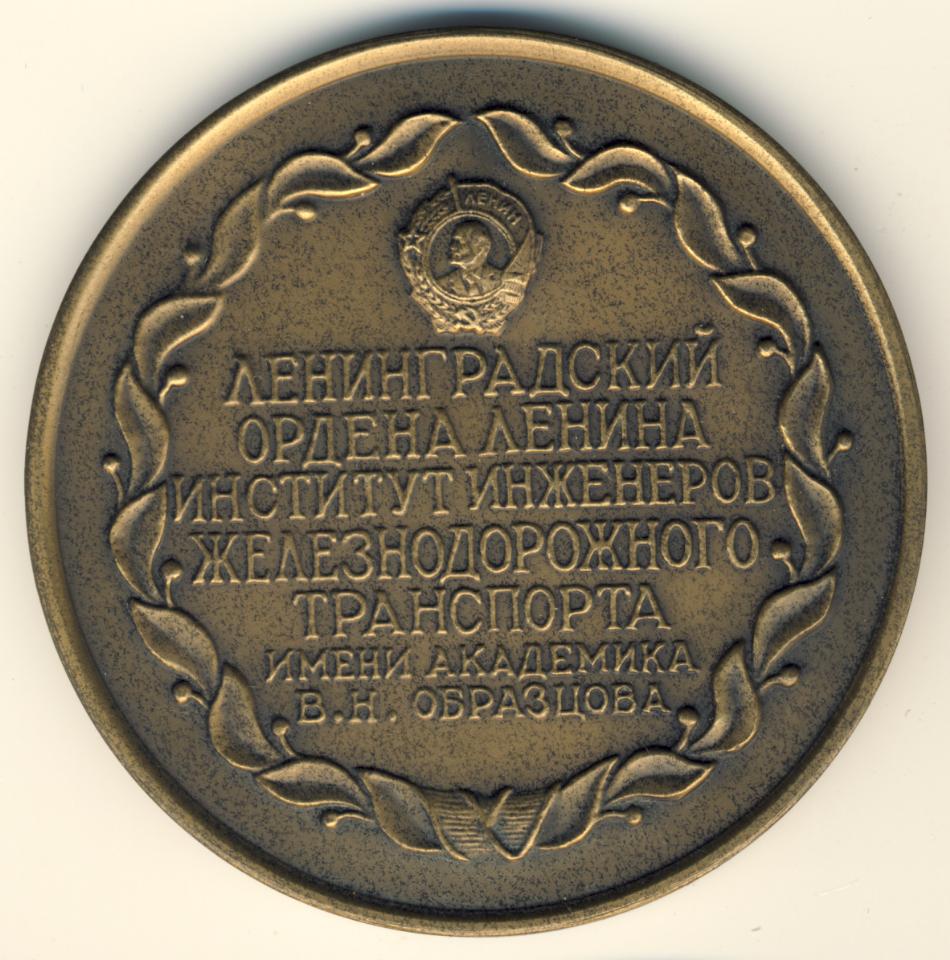 ЛЕНИН
ЛЕНИНГРАДСКИЙ
ОРДЕНА ЛЕНИНА
ИНСТИТУТ ИНЖЕНЕРОВ
ЖЕЛЕЗНОДОРОЖНОГО
ТРАНСПОРТА
ИМЕНИ АКАДЕМИКА
В.Н. ОБРАЗЦОВА